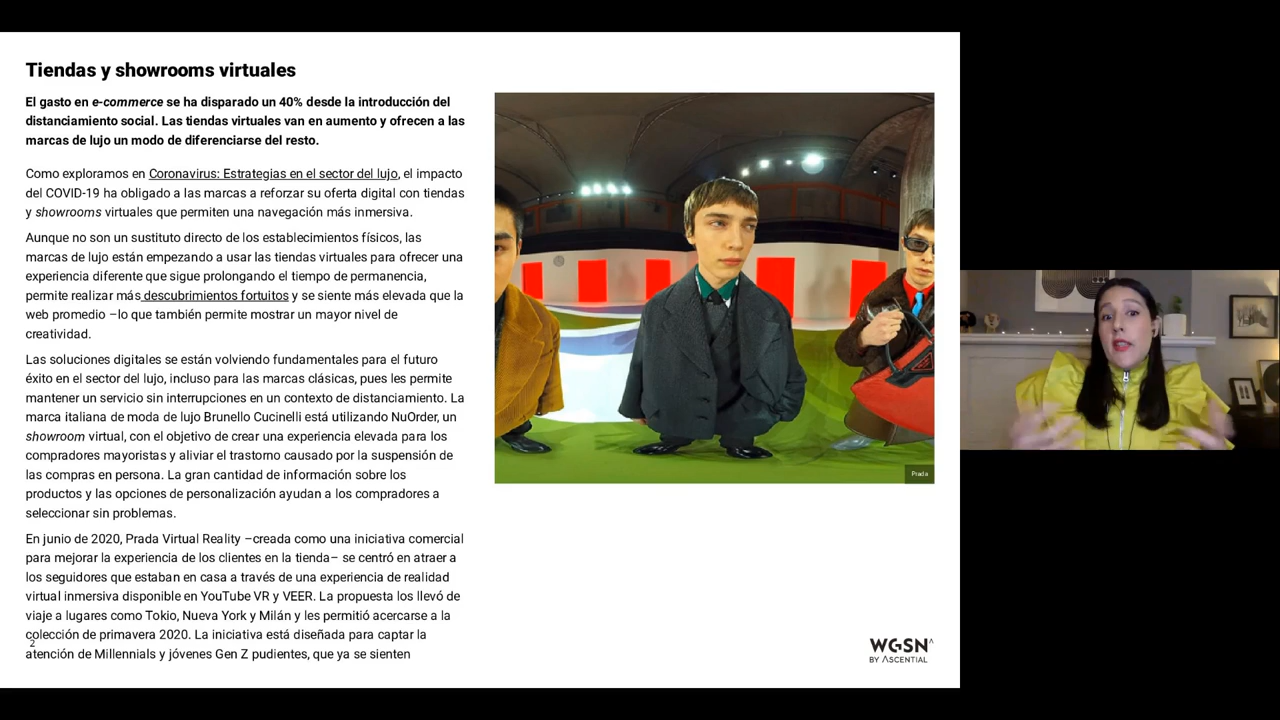 Tiendas y showrooms virtuales
El gasto en e-commerce se ha disparado un 40% desde la introducción del
distanciamiento social. Las tiendas virtuales van en aumento y ofrecen a las
marcas de lujo un modo de diferenciarse del resto.
Como exploramos en Coronavirus: Estrategias en el sector del lujo, el impacto
del COVID-19 ha obligado a las marcas a reforzar su oferta digital con tiendas
y showrooms virtuales que permiten una navegación más inmersiva.
Aunque no son un sustituto directo de los establecimientos físicos, las
marcas de lujo están empezando a usar las tiendas virtuales para ofrecer una
experiencia diferente que sigue prolongando el tiempo de permanencia,
permite realizar más descubrimientos fortuitos y se siente más elevada que la
web promedio –lo que también permite mostrar un mayor nivel de
creatividad.
Las soluciones digitales se están volviendo fundamentales para el futuro
éxito en el sector del lujo, incluso para las marcas clásicas, pues les permite
mantener un servicio sin interrupciones en un contexto de distanciamiento. La
marca italiana de moda de lujo Brunello Cucinelli está utilizando NuOrder, un
showroom virtual, con el objetivo de crear una experiencia elevada para los
compradores mayoristas y aliviar el trastorno causado por la suspensión de
las compras en persona. La gran cantidad de información sobre los
productos y las opciones de personalización ayudan a los compradores a
seleccionar sin problemas.
En junio de 2020, Prada Virtual Reality –creada como una iniciativa comercial
para mejorar la experiencia de los clientes en la tienda– se centró en atraer a
los seguidores que estaban en casa a través de una experiencia de realidad
virtual inmersiva disponible en YouTube VR y VEER. La propuesta los llevó de
viaje a lugares como Tokio, Nueva York y Milán y les permitió acercarse a la
colección de primavera 2020. La iniciativa está diseñada para captar la
atención de Millennials y jóvenes Gen Z pudientes, que ya se sienten
2
Prada
WGSN
BY ASCENTIAL